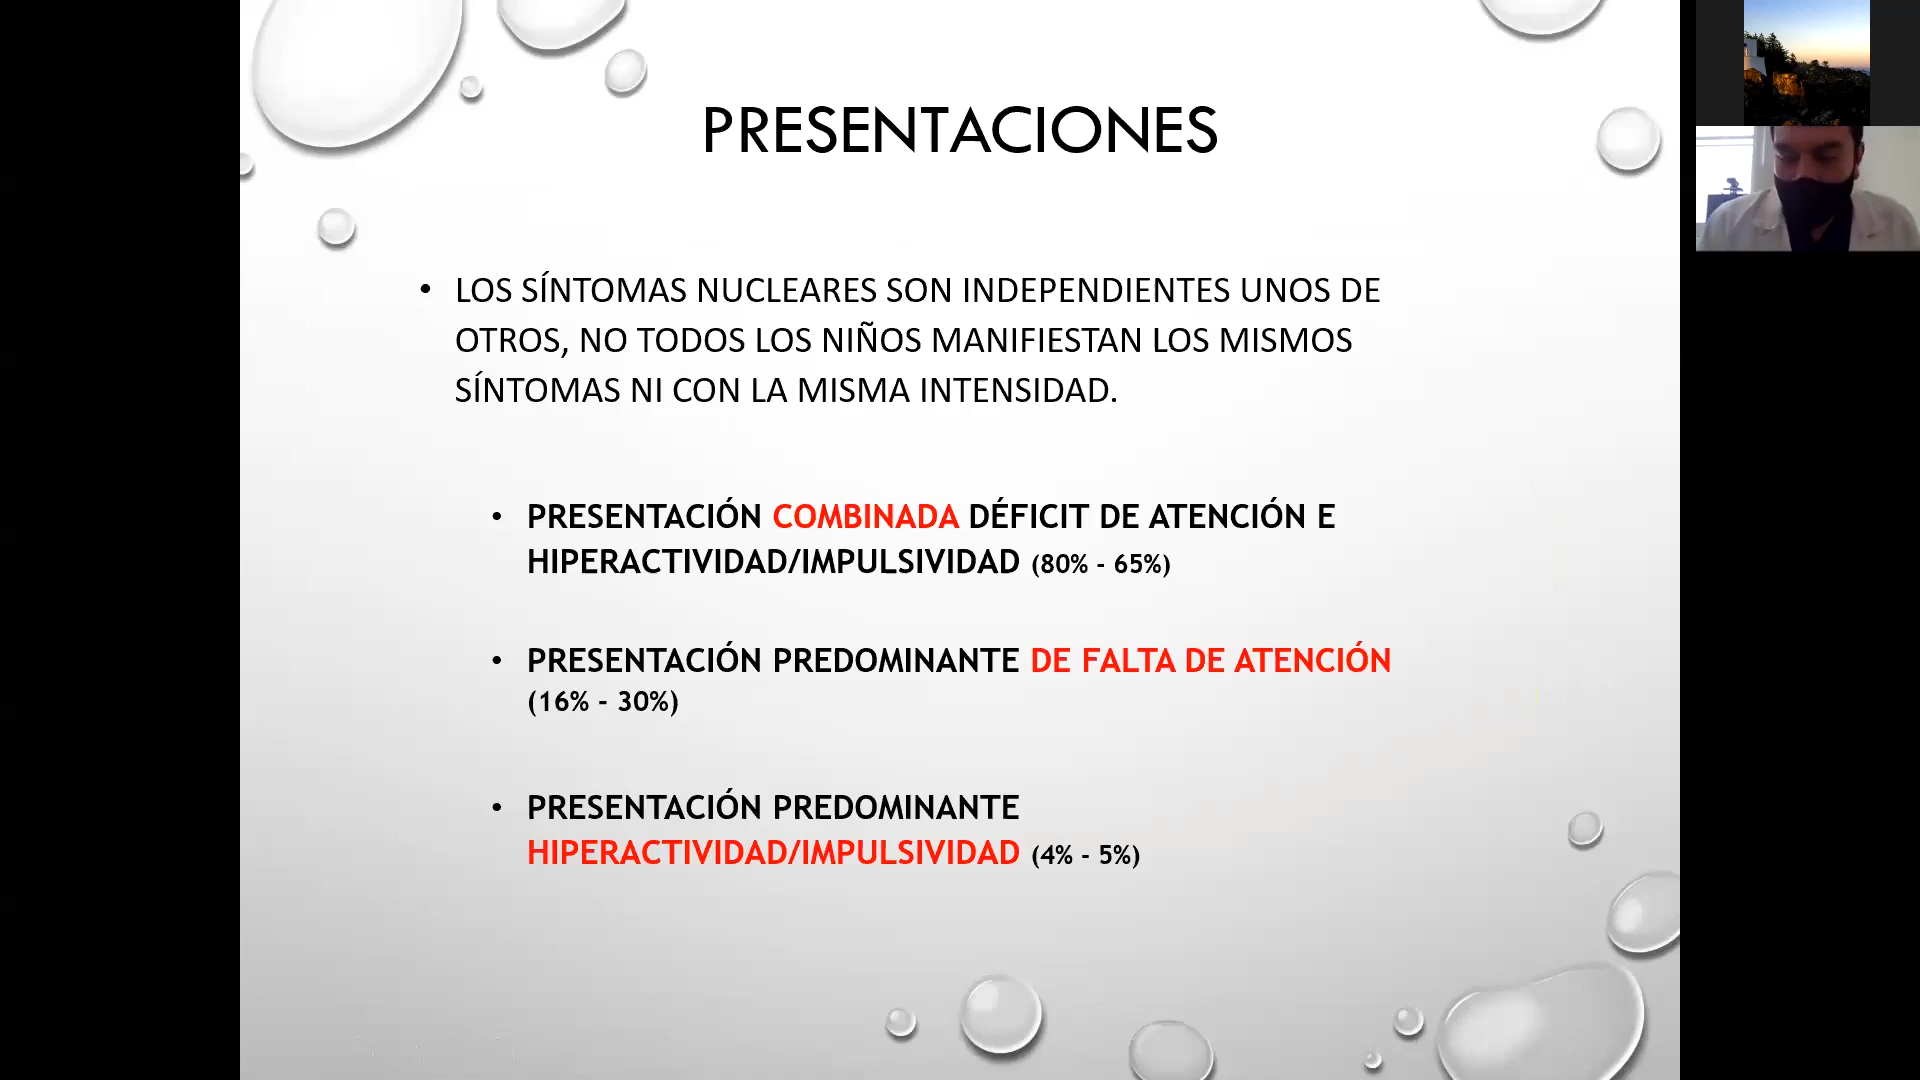 PRESENTACIONES
• LOS SÍNTOMAS NUCLEARES SON INDEPENDIENTES UNOS DE
OTROS, NO TODOS LOS NIÑOS MANIFIESTAN LOS MISMOS
SÍNTOMAS NI CON LA MISMA INTENSIDAD.
• PRESENTACIÓN COMBINADA DÉFICIT DE ATENCIÓN E
HIPERACTIVIDAD/IMPULSIVIDAD (80% - 65%)
• PRESENTACIÓN PREDOMINANTE DE FALTA DE ATENCIÓN
(16% - 30%)
• PRESENTACIÓN PREDOMINANTE
HIPERACTIVIDAD/IMPULSIVIDAD (4% - 5%)